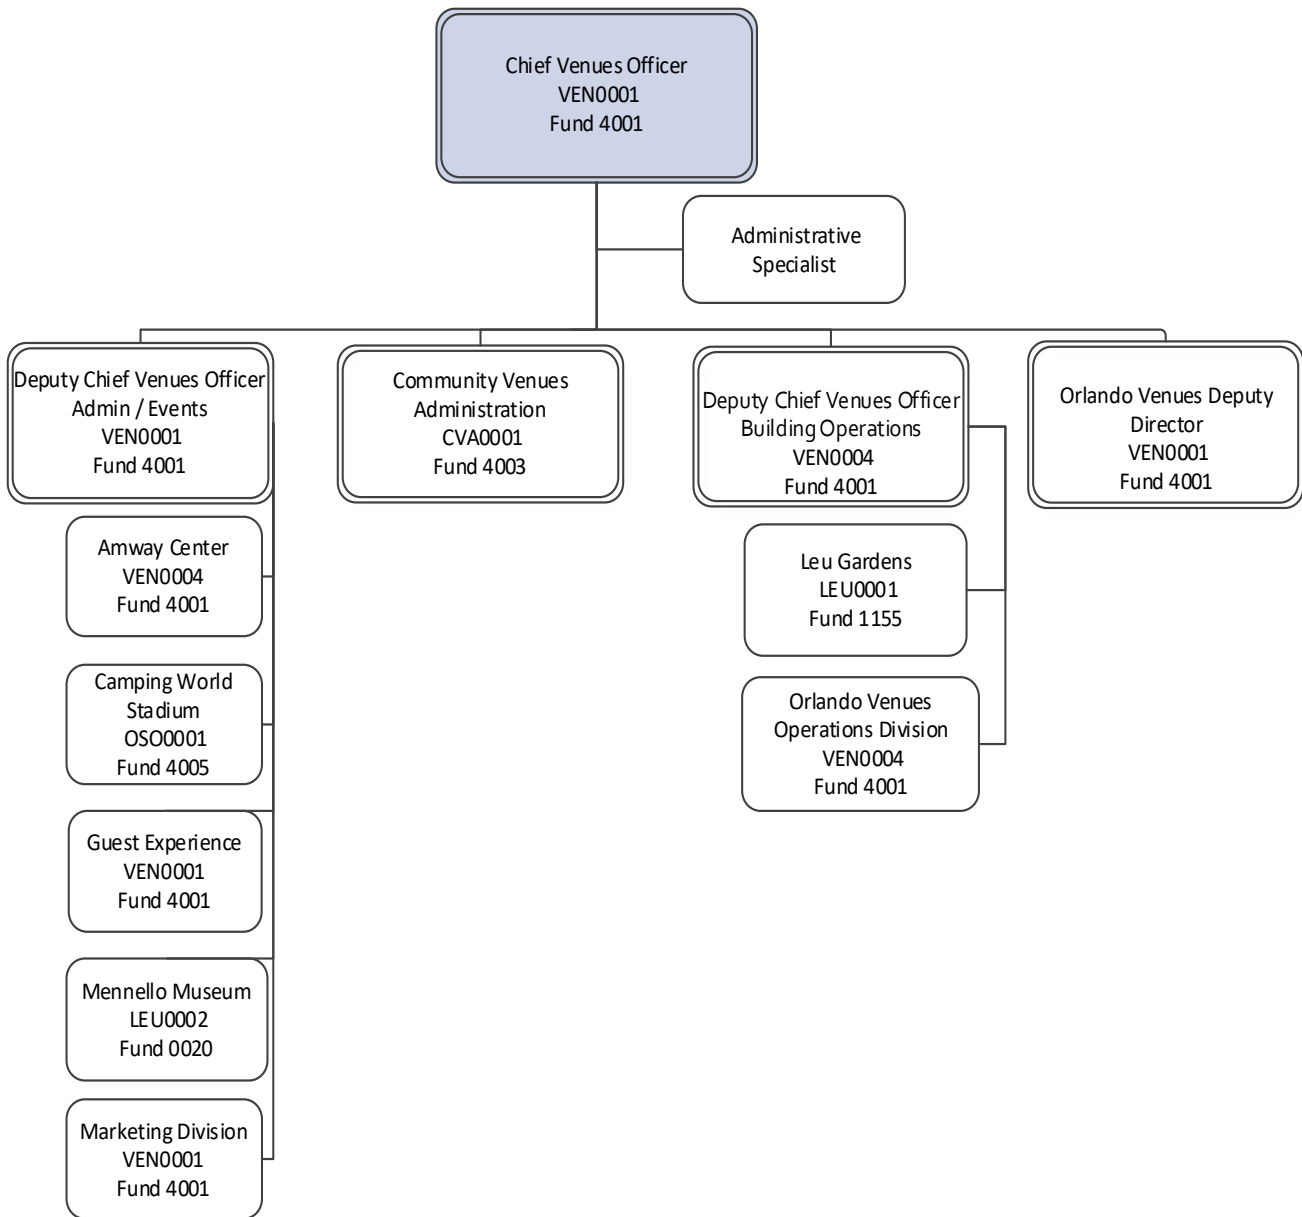 Chief Venues Officer
VEN0001
Fund 4001
Administrative
Specialist
Deputy Chief Venues Officer
Admin / Events
VEN0001
Fund 4001
Community Venues
Administration
CVA0001
Fund 4003
Deputy Chief Venues Officer
Building Operations
VEN0004
Fund 4001
Orlando Venues Deputy
Director
VEN0001
Fund 4001
Amway Center
VEN0004
Fund 4001
Camping World
Stadium
OSO0001
Fund 4005
Guest Experience
VEN0001
Fund 4001
Mennello Museum
LEU0002
Fund 0020
Marketing Division
VEN0001
Fund 4001
Leu Gardens
LEU0001
Fund 1155
Orlando Venues
Operations Division
VEN0004
Fund 4001